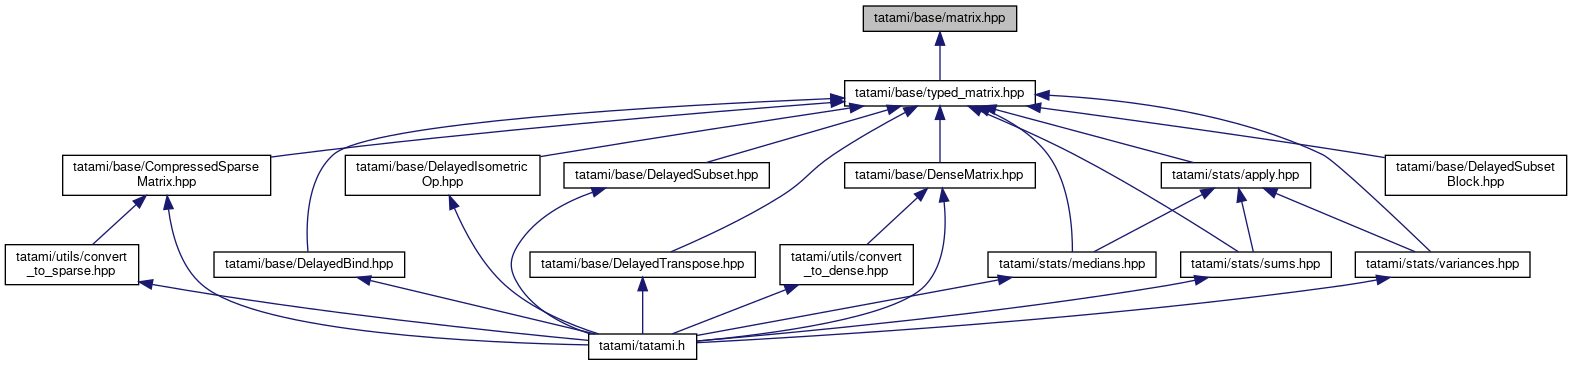 tatami/base/matrix.hpp
tatami/base/typed_matrix.hpp
tatami/base/CompressedSparse
Matrix.hpp
tatami/base/DelayedIsometric
Op.hpp
tatami/base/DelayedSubset.hpp
tatami/base/DenseMatrix.hpp
tatami/stats/apply.hpp
tatami/base/DelayedSubset
Block.hpp
tatami/utils/convert
_to_sparse.hpp
tatami/base/DelayedBind.hpp
tatami/base/DelayedTranspose.hpp
tatami/utils/convert
_to_dense.hpp
tatami/stats/medians.hpp
tatami/stats/sums.hpp
tatami/stats/variances.hpp
tatami/tatami.h